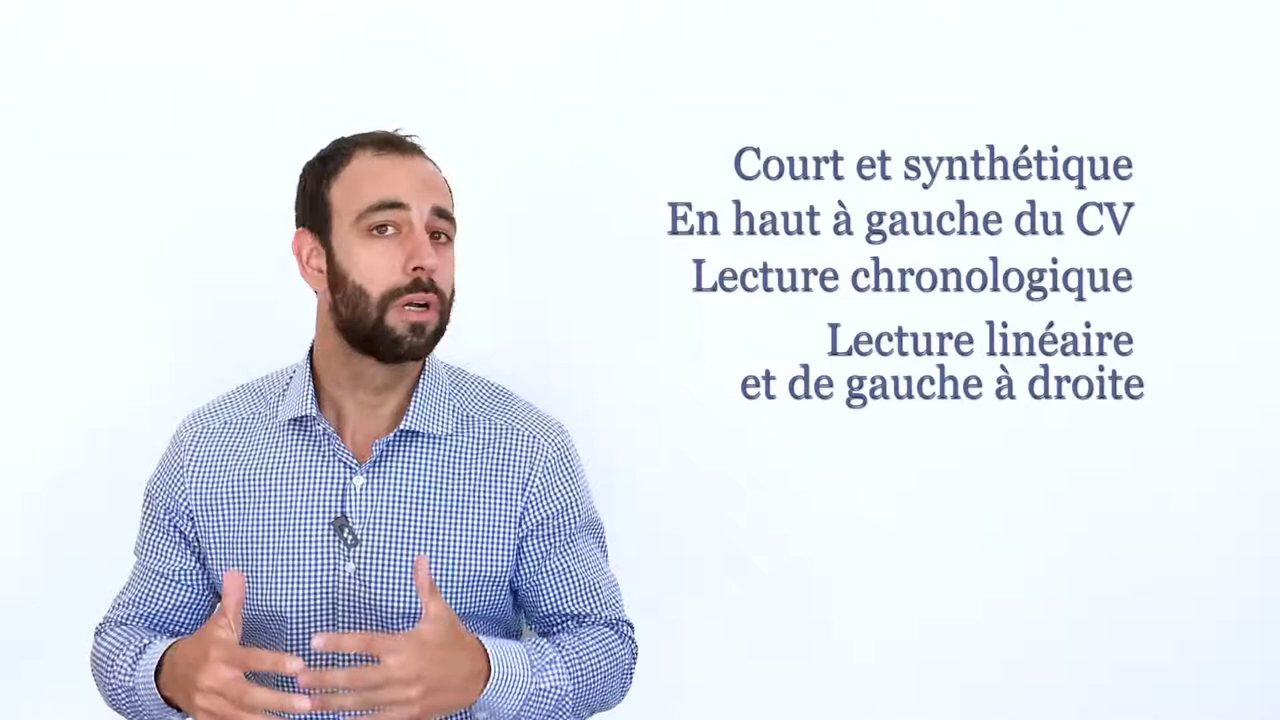 Court et synthétique
En haut à gauche du CV
Lecture chronologique
Lecture linéaire
et de gauche à droite